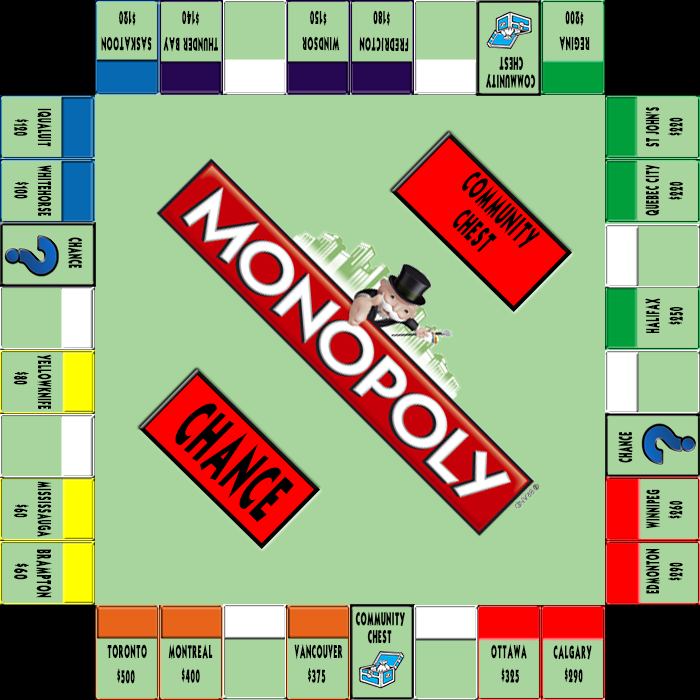 SASKATOON
$120
THUNDER BAY
$140
WINDSOR
$150
FREDRICTON
$180
COMMUNITY
CHEST
REGINA
$200
IQUALUIT
$120
WHITEHORSE
$100
CHANCE
YELLOWKNIFE
$80
MISSISSAUGA
$60
BRAMPTON
$60
COMMUNITY
CHEST
MONOPOLY
CHANCE
ST JOHN'S
$220
QUEBEC CITY
$220
HALIFAX
$250
CHANCE
WINNIPEG
$260
EDMONTON
$290
TORONTO
$500
MONTREAL
$400
VANCOUVER
$375
COMMUNITY
CHEST
OTTAWA
$325
CALGARY
$290